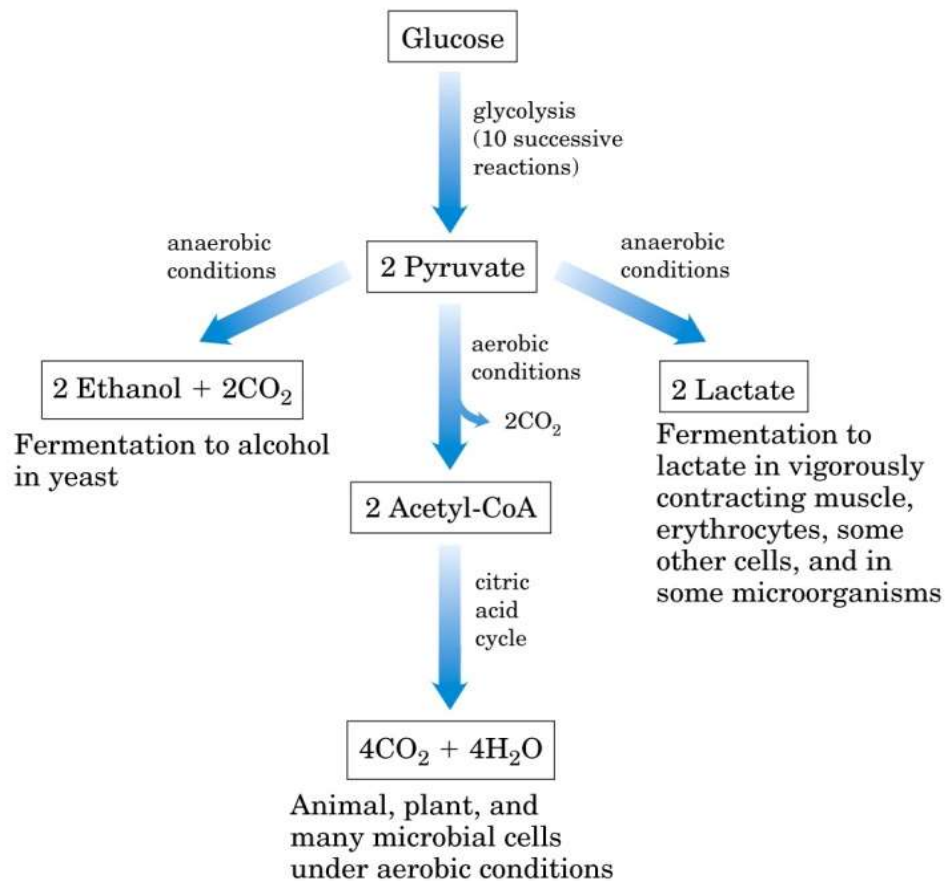 Glucose
glycolysis
(10 successive
reactions)
anaerobic
conditions
2 Pyruvate
anaerobic
conditions
2 Ethanol + 2CO₂
Fermentation to alcohol
in yeast
aerobic
conditions
2CO₂
2 Lactate
Fermentation to
lactate in vigorously
contracting muscle,
erythrocytes, some
other cells, and in
some microorganisms
2 Acetyl-CoA
citric
acid
cycle
4CO₂ + 4H₂O
Animal, plant, and
many microbial cells
under aerobic conditions